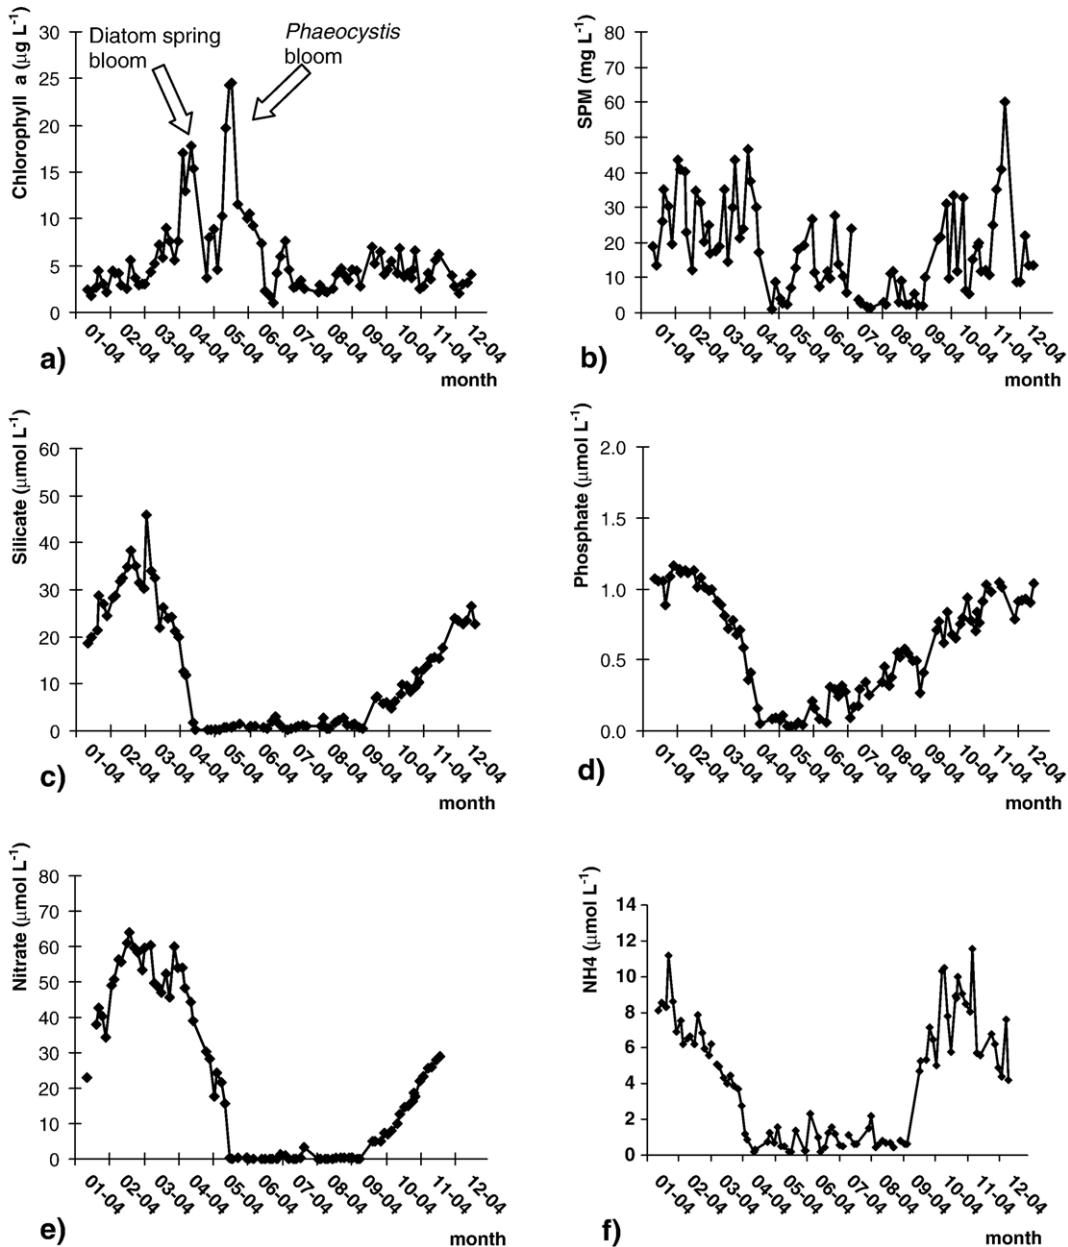 Chlorophyll a (μg L⁻¹)
30
25
20
15
10
5
0
Diatom spring
bloom
Phaeocystis
bloom
01-04 02-04 03-04 04-04 05-04 06-04 07-04 08-04 09-04 10-04 11-04 12-04
a)
month
SPM (mg L⁻¹)
80
70
60
50
40
30
20
10
0
01-04 02-04 03-04 04-04 05-04 06-04 07-04 08-04 09-04 10-04 11-04 12-04
b)
month
Silicate (μmol L⁻¹)
60
50
40
30
20
10
0
01-04 02-04 03-04 04-04 05-04 06-04 07-04 08-04 09-04 10-04 11-04 12-04
c)
month
Phosphate (μmol L⁻¹)
2.0
1.5
1.0
0.5
0.0
01-04 02-04 03-04 04-04 05-04 06-04 07-04 08-04 09-04 10-04 11-04 12-04
d)
month
Nitrate (μmol L⁻¹)
80
70
60
50
40
30
20
10
0
01-04 02-04 03-04 04-04 05-04 06-04 07-04 08-04 09-04 10-04 11-04 12-04
e)
month
NH4 (μmol L⁻¹)
14
12
10
8
6
4
2
0
01-04 02-04 03-04 04-04 05-04 06-04 07-04 08-04 09-04 10-04 11-04 12-04
f)
month